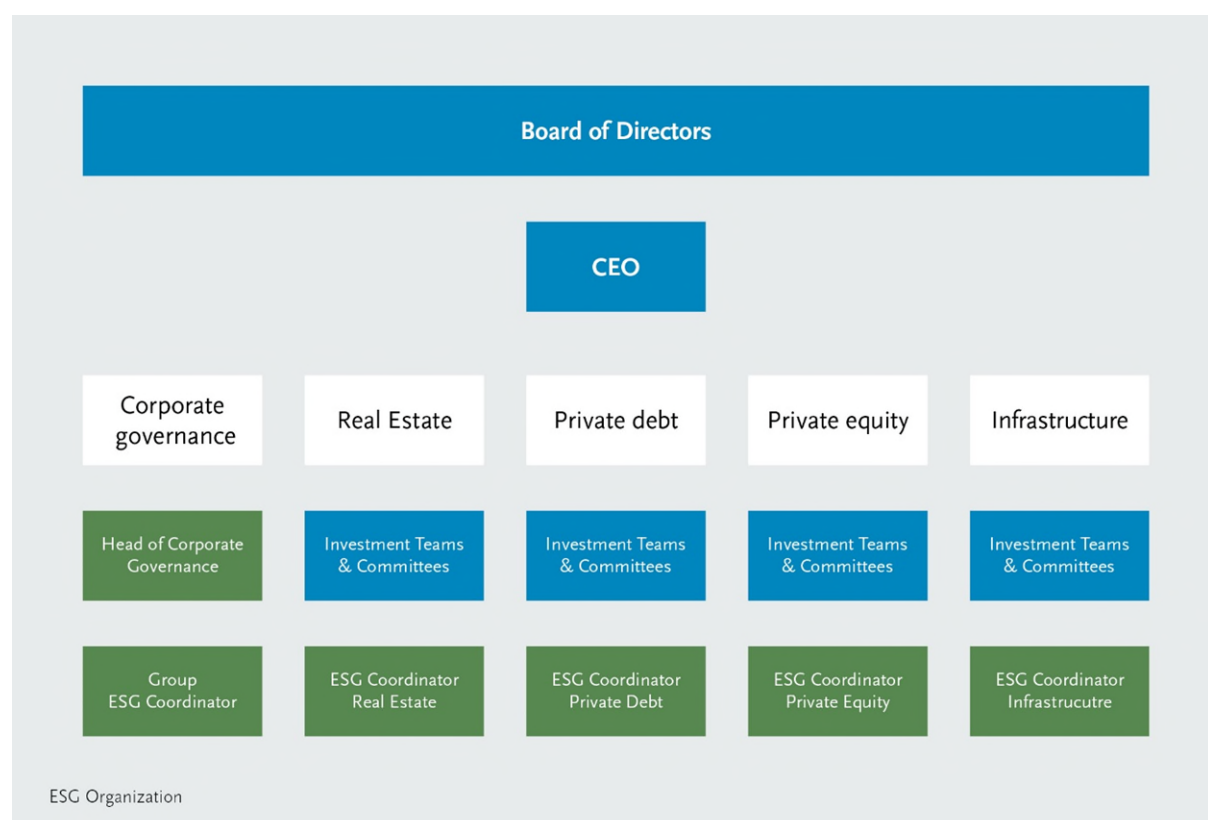 Board of Directors
CEO
Corporate
governance
Real Estate
Private debt
Private equity
Infrastructure
Head of Corporate
Governance
Investment Teams
& Committees
Investment Teams
& Committees
Investment Teams
& Committees
Investment Teams
& Committees
Group
ESG Coordinator
ESG Coordinator
Real Estate
ESG Coordinator
Private Debt
ESG Coordinator
Private Equity
ESG Coordinator
Infrastrucutre
ESG Organization